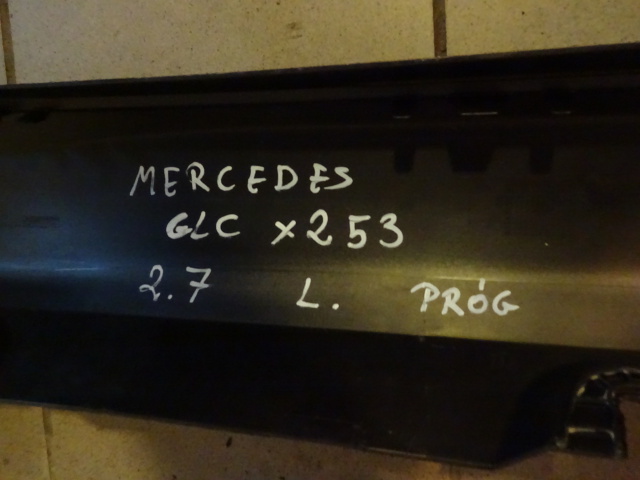 MERCEDES
GLC x253
2.7 L. PRÓG